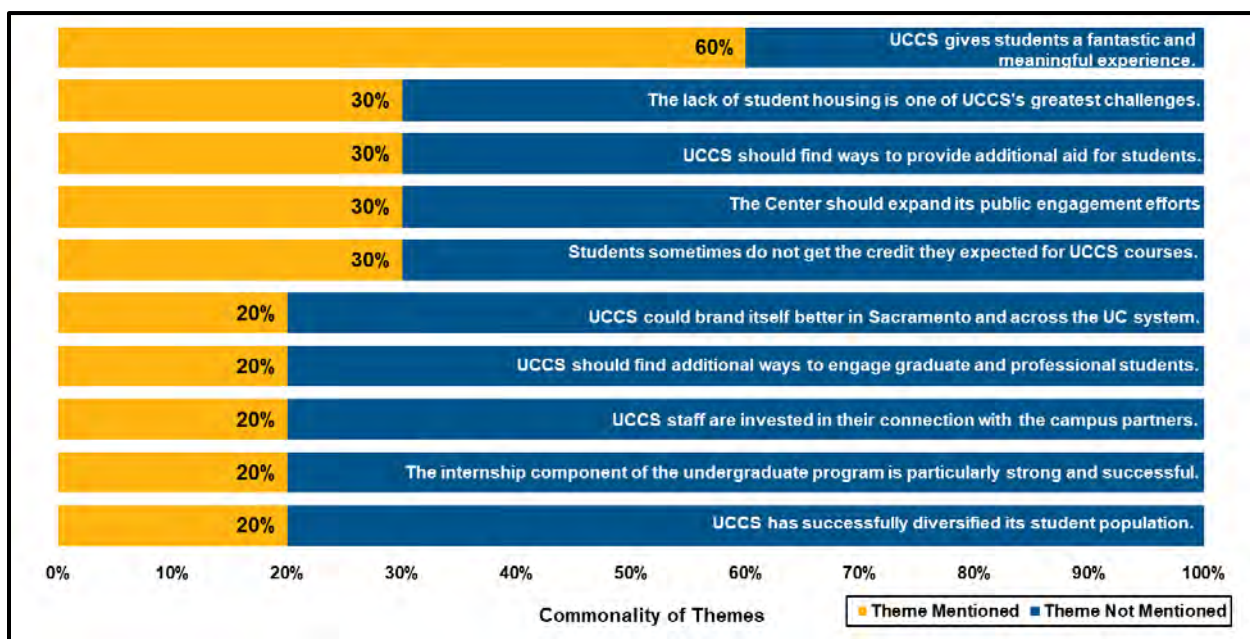 60%
UCCS gives students a fantastic and
meaningful experience.
30%
The lack of student housing is one of UCCS's greatest challenges.
30%
UCCS should find ways to provide additional aid for students.
30%
The Center should expand its public engagement efforts
30%
Students sometimes do not get the credit they expected for UCCS courses.
20%
UCCS could brand itself better in Sacramento and across the UC system.
20%
UCCS should find additional ways to engage graduate and professional students.
20%
UCCS staff are invested in their connection with the campus partners.
20%
The internship component of the undergraduate program is particularly strong and successful.
20%
UCCS has successfully diversified its student population.
0% 10% 20% 30% 40% 50% 60% 70% 80% 90% 100%
Commonality of Themes
Theme Mentioned Theme Not Mentioned